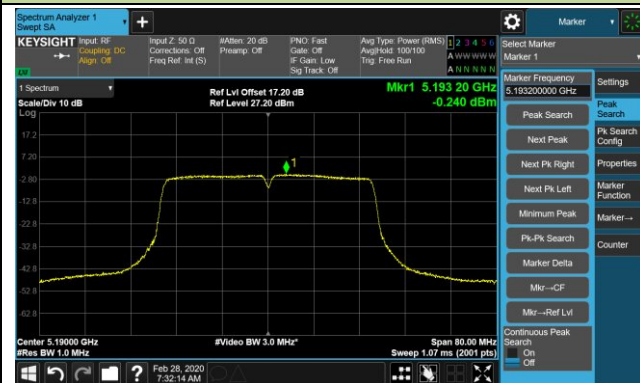 Spectrum Analyzer 1
Swept SA
Marker
KEYSIGHT
Input: RF
Coupling: DC
Align: Off
Input Z: 50 Ω
Corrections: Off
Freq Ref: Int (S)
#Atten: 20 dB
Preamp: Off
PNO: Fast
Gate: Off
IF Gain: Low
Sig Track: Off
Avg Type: Power (RMS)
Avg|Hold: 100/100
Trig: Free Run
1 2 3 4 5 6
A W W W W W
A N N N N N
Select Marker
Marker 1
1 Spectrum
Scale/Div 10 dB
Ref Lvl Offset 17.20 dB
Ref Level 27.20 dBm
Mkr1 5.193 20 GHz
-0.240 dBm
Log
17.2
7.20
-2.80
-12.8
-22.8
-32.8
-42.8
-52.8
-62.8
1
Center 5.19000 GHz
#Res BW 1.0 MHz
#Video BW 3.0 MHz*
Span 80.00 MHz
Sweep 1.07 ms (2001 pts)
Marker Frequency
5.193200000 GHz
Peak Search
Next Peak
Next Pk Right
Next Pk Left
Minimum Peak
Pk-Pk Search
Marker Delta
Mkr→CF
Mkr→Ref Lvl
Continuous Peak
Search
On
Off
Settings
Peak
Search
Pk Search
Config
Properties
Marker
Function
Marker→
Counter
Feb 28, 2020
7:32:14 AM